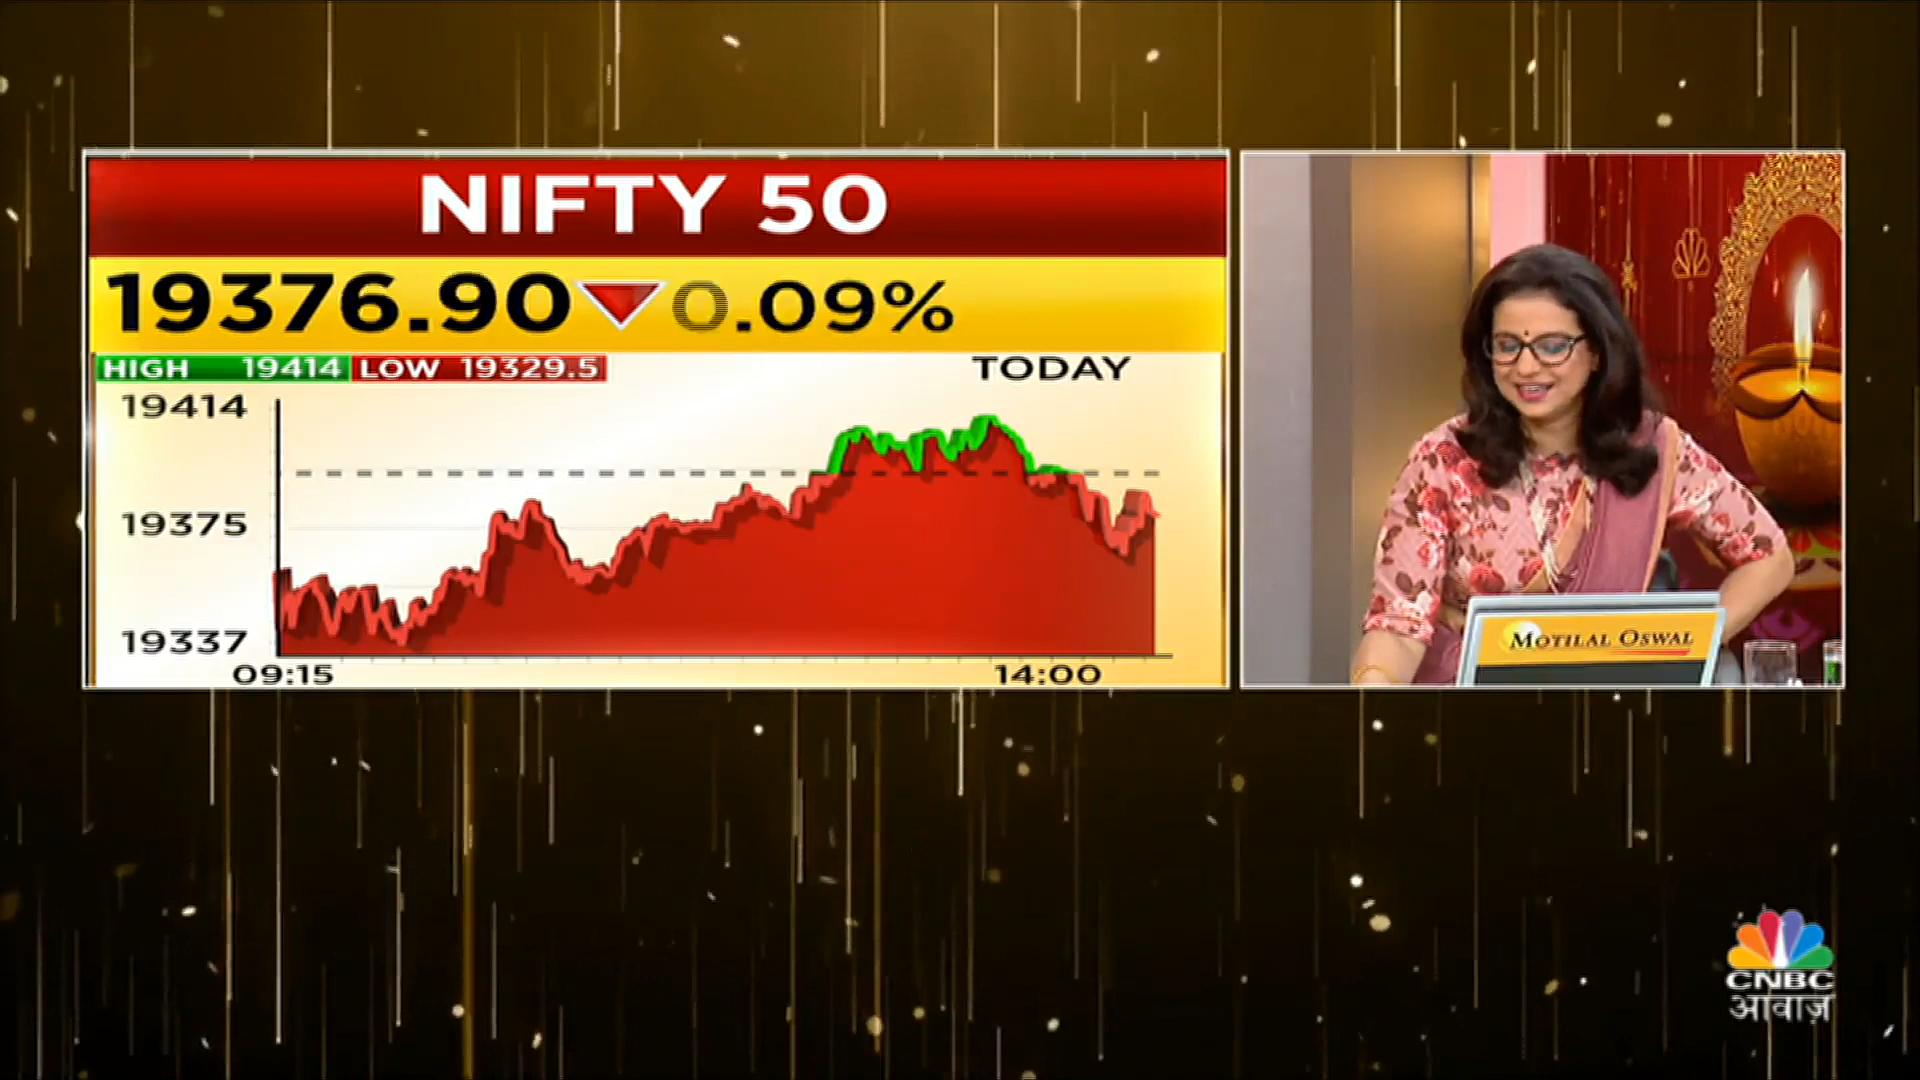 NIFTY 50
19376.90 0.09%
HIGH 19414 LOW 19329.5
TODAY
19414
19375
19337
09:15 14:00
MOTILAL OSWAL
CNBC
आवाज़